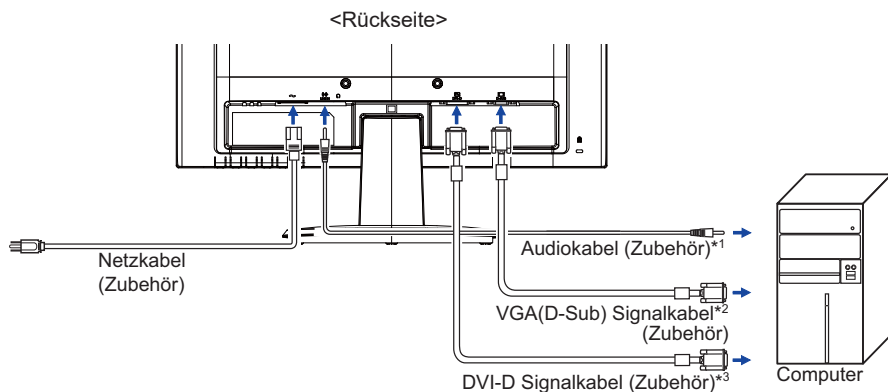 <Rückseite>
Audiokabel (Zubehör)*1
Netzkabel
(Zubehör)
VGA(D-Sub) Signalkabel*2
(Zubehör)
DVI-D Signalkabel (Zubehör)*3
Computer